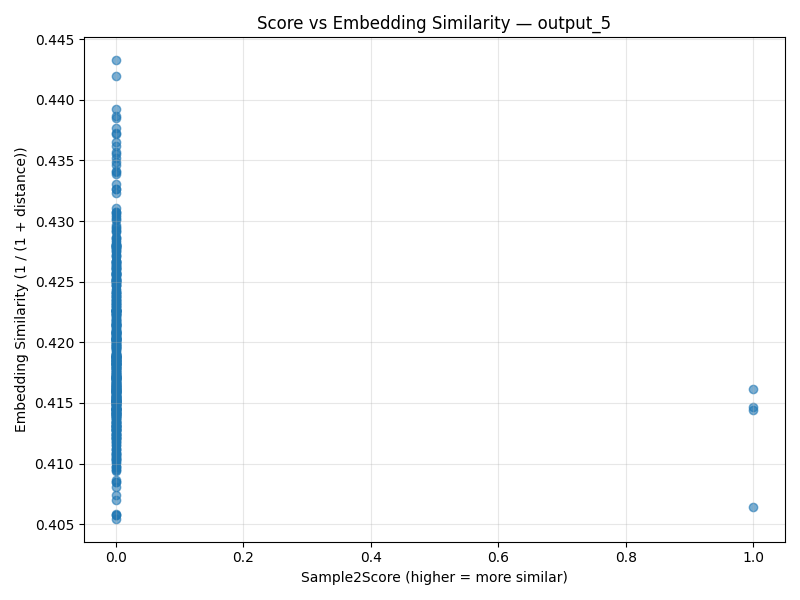 Score vs Embedding Similarity — output_5
Embedding Similarity (1 / (1 + distance))
0.445
0.440
0.435
0.430
0.425
0.420
0.415
0.410
0.405
0.0 0.2 0.4 0.6 0.8 1.0
Sample2Score (higher = more similar)